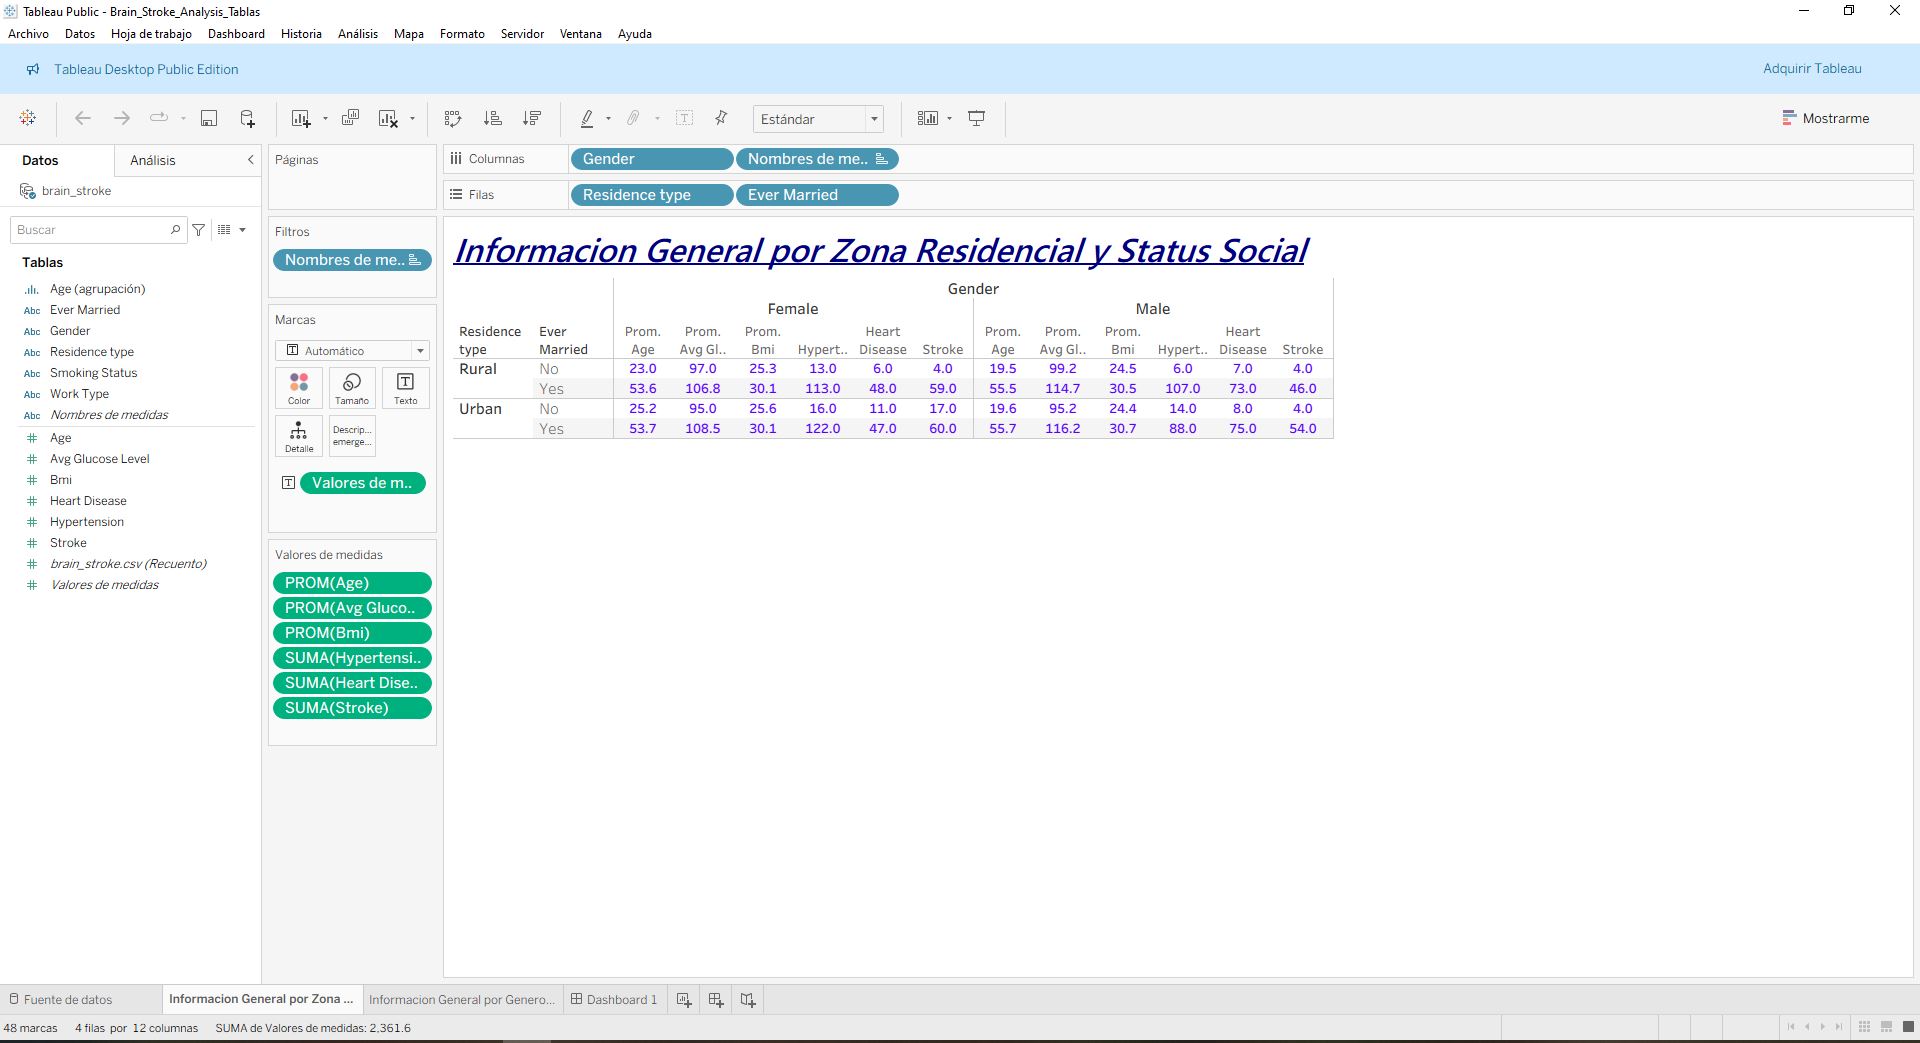 Tableau Public - Brain_Stroke_Analysis_Tablas
Archivo Datos Hoja de trabajo Dashboard Historia Análisis Mapa Formato Servidor Ventana Ayuda
Tableau Desktop Public Edition Adquirir Tableau
Estándar Mostrarme
Datos Análisis
brain_stroke
Buscar
Tablas
Age (agrupación)
Abc Ever Married
Abc Gender
Abc Residence type
Abc Smoking Status
Abc Work Type
Abc Nombres de medidas
# Age
# Avg Glucose Level
# Bmi
# Heart Disease
# Hypertension
# Stroke
# brain_stroke.csv (Recuento)
# Valores de medidas
Páginas
Filtros
Nombres de me..
Marcas
T Automático
Color Tamaño T Texto
Detalle Descrip... emerge...
T Valores de m..
Valores de medidas
PROM(Age)
PROM(Avg Gluco..
PROM(Bmi)
SUMA(Hypertensi..
SUMA(Heart Dise..
SUMA(Stroke)
Columnas Gender Nombres de me..
Filas Residence type Ever Married
Informacion General por Zona Residencial y Status Social
Gender
Female Male
Residence Ever Prom. Prom. Prom. Heart Prom. Prom. Prom. Heart
type Married Age Avg Gl.. Bmi Hypert.. Disease Stroke Age Avg Gl.. Bmi Hypert.. Disease Stroke
Rural No 23.0 97.0 25.3 13.0 6.0 4.0 19.5 99.2 24.5 6.0 7.0 4.0
Yes 53.6 106.8 30.1 113.0 48.0 59.0 55.5 114.7 30.5 107.0 73.0 46.0
Urban No 25.2 95.0 25.6 16.0 11.0 17.0 19.6 95.2 24.4 14.0 8.0 4.0
Yes 53.7 108.5 30.1 122.0 47.0 60.0 55.7 116.2 30.7 88.0 75.0 54.0
Fuente de datos Informacion General por Zona ... Informacion General por Genero... Dashboard 1
48 marcas 4 filas por 12 columnas SUMA de Valores de medidas: 2,361.6